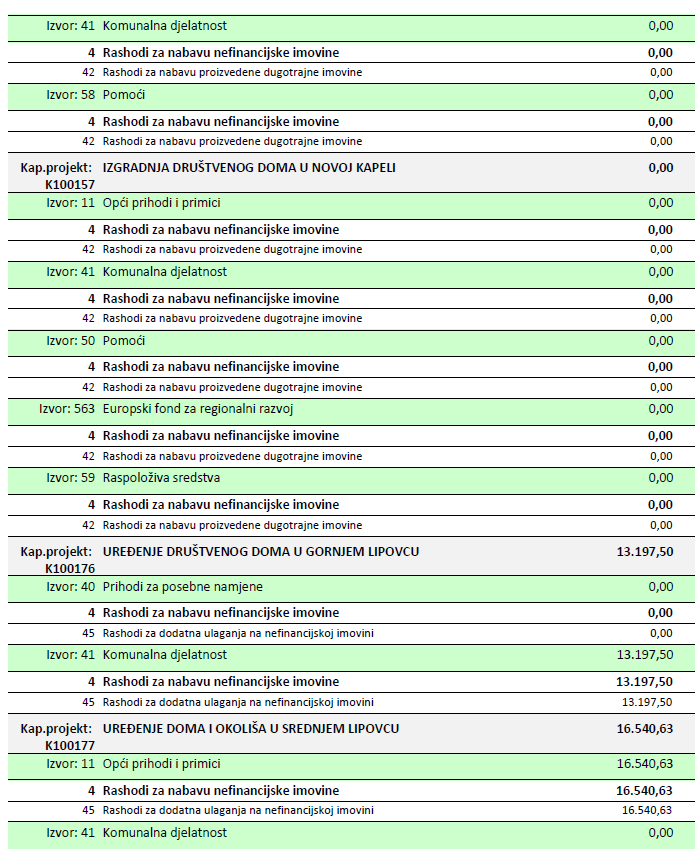 Izvor: 41 Komunalna djelatnost 0,00
4 Rashodi za nabavu nefinancijske imovine 0,00
42 Rashodi za nabavu proizvedene dugotrajne imovine 0,00
Izvor: 58 Pomoći 0,00
4 Rashodi za nabavu nefinancijske imovine 0,00
42 Rashodi za nabavu proizvedene dugotrajne imovine 0,00
Kap.projekt: IZGRADNJA DRUŠTVENOG DOMA U NOVOJ KAPELI 0,00
K100157
Izvor: 11 Opći prihodi i primici 0,00
4 Rashodi za nabavu nefinancijske imovine 0,00
42 Rashodi za nabavu proizvedene dugotrajne imovine 0,00
Izvor: 41 Komunalna djelatnost 0,00
4 Rashodi za nabavu nefinancijske imovine 0,00
42 Rashodi za nabavu proizvedene dugotrajne imovine 0,00
Izvor: 50 Pomoći 0,00
4 Rashodi za nabavu nefinancijske imovine 0,00
42 Rashodi za nabavu proizvedene dugotrajne imovine 0,00
Izvor: 563 Europski fond za regionalni razvoj 0,00
4 Rashodi za nabavu nefinancijske imovine 0,00
42 Rashodi za nabavu proizvedene dugotrajne imovine 0,00
Izvor: 59 Raspoloživa sredstva 0,00
4 Rashodi za nabavu nefinancijske imovine 0,00
42 Rashodi za nabavu proizvedene dugotrajne imovine 0,00
Kap.projekt: UREĐENJE DRUŠTVENOG DOMA U GORNJEM LIPOVCU 13.197,50
K100176
Izvor: 40 Prihodi za posebne namjene 0,00
4 Rashodi za nabavu nefinancijske imovine 0,00
45 Rashodi za dodatna ulaganja na nefinancijskoj imovini 0,00
Izvor: 41 Komunalna djelatnost 13.197,50
4 Rashodi za nabavu nefinancijske imovine 13.197,50
45 Rashodi za dodatna ulaganja na nefinancijskoj imovini 13.197,50
Kap.projekt: UREĐENJE DOMA I OKOLIŠA U SREDNJEM LIPOVCU 16.540,63
K100177
Izvor: 11 Opći prihodi i primici 16.540,63
4 Rashodi za nabavu nefinancijske imovine 16.540,63
45 Rashodi za dodatna ulaganja na nefinancijskoj imovini 16.540,63
Izvor: 41 Komunalna djelatnost 0,00